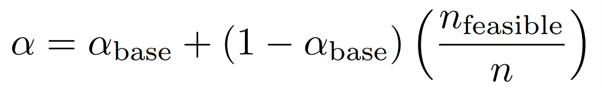 α = α_base + (1 − α_base) (n_feasible / n)